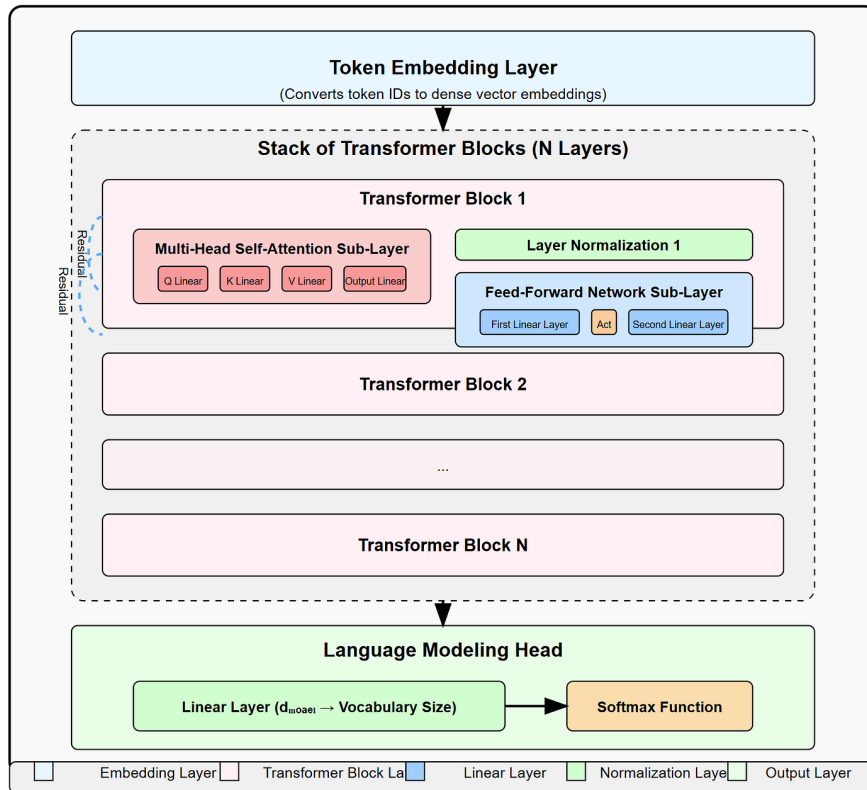 Token Embedding Layer
(Converts token IDs to dense vector embeddings)
Stack of Transformer Blocks (N Layers)
Transformer Block 1
Residual
Residual
Multi-Head Self-Attention Sub-Layer
Q Linear
K Linear
V Linear
Output Linear
Layer Normalization 1
Feed-Forward Network Sub-Layer
First Linear Layer
Act
Second Linear Layer
Transformer Block 2
...
Transformer Block N
Language Modeling Head
Linear Layer (dₘₒₐₑₗ → Vocabulary Size)
Softmax Function
Embedding Layer
Transformer Block La
Linear Layer
Normalization Laye
Output Layer